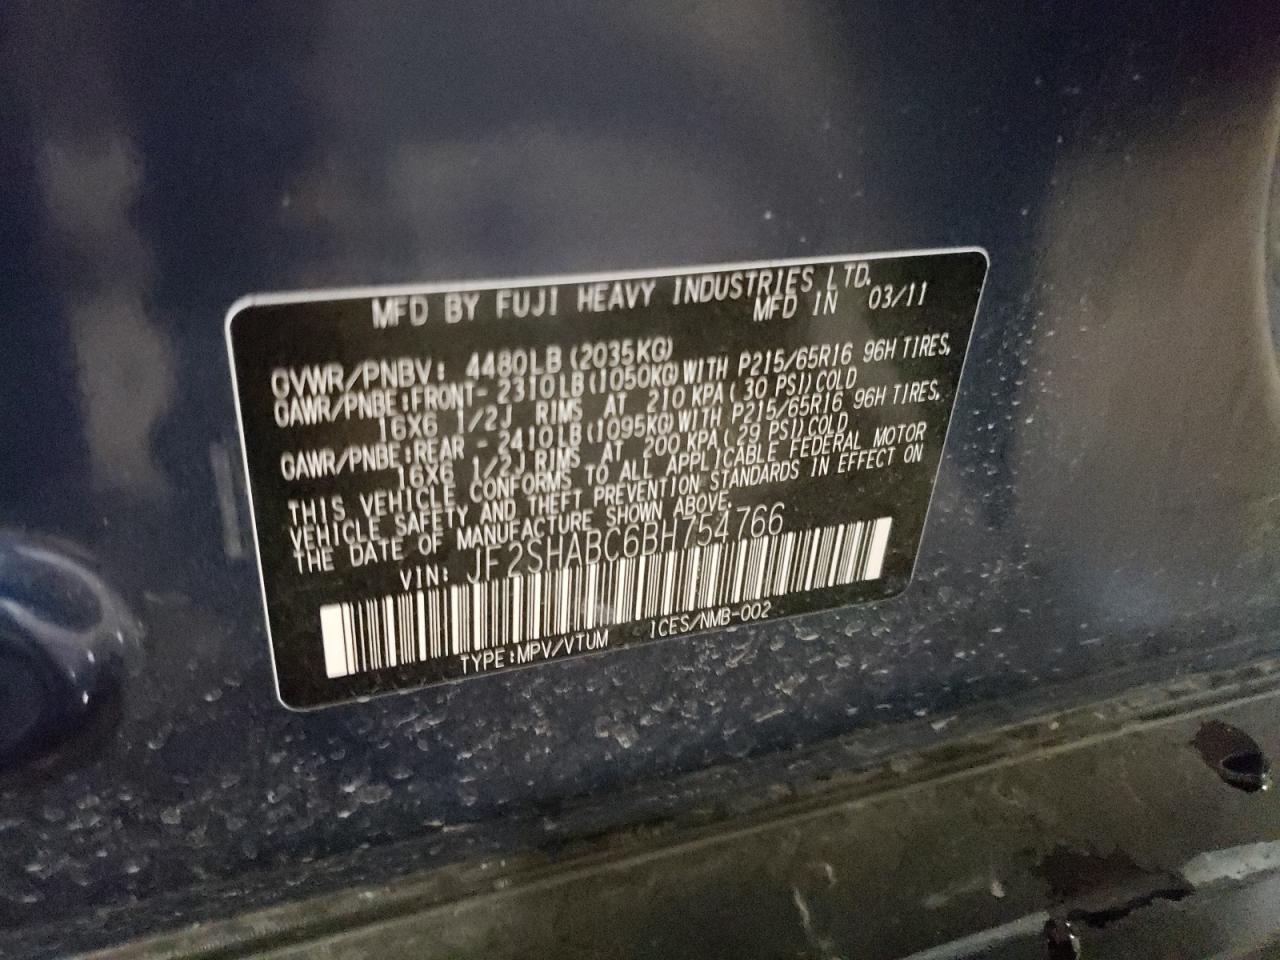 MFD BY FUJI HEAVY INDUSTRIES LTD.
MFD IN 03/11
GVWR/PNBV: 4480LB(2035KG)
GAWR/PNBE:FRONT-2310LB(1050KG)WITH P215/65R16 96H TIRES,
16X6 1/2J RIMS AT 210 KPA(30 PSI)COLD
GAWR/PNBE:REAR -2410LB(1095KG)WITH P215/65R16 96H TIRES,
16X6 1/2J RIMS AT 200 KPA(29 PSI)COLD
THIS VEHICLE CONFORMS TO ALL APPLICABLE FEDERAL MOTOR
VEHICLE SAFETY AND THEFT PREVENTION STANDARDS IN EFFECT ON
THE DATE OF MANUFACTURE SHOWN ABOVE.
VIN: JF2SHABC6BH754766
TYPE:MPV/VTUM ICES/NMB-002